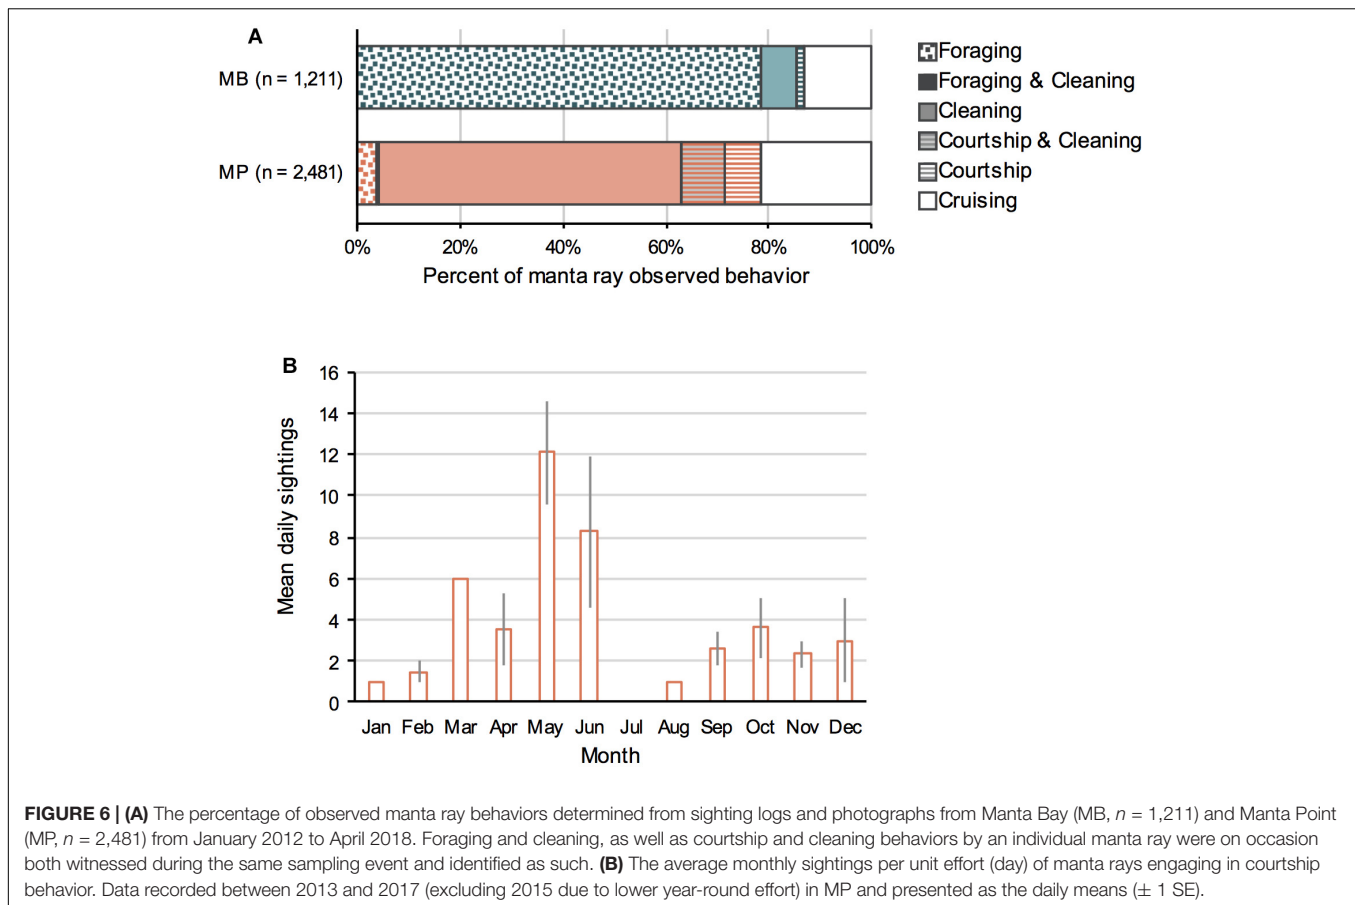 A
MB (n = 1,211)
MP (n = 2,481)
0% 20% 40% 60% 80% 100%
Percent of manta ray observed behavior
Foraging
Foraging & Cleaning
Cleaning
Courtship & Cleaning
Courtship
Cruising
B
16
14
12
10
8
6
4
2
0
Mean daily sightings
Jan Feb Mar Apr May Jun Jul Aug Sep Oct Nov Dec
Month
FIGURE 6 | (A) The percentage of observed manta ray behaviors determined from sighting logs and photographs from Manta Bay (MB, n = 1,211) and Manta Point
(MP, n = 2,481) from January 2012 to April 2018. Foraging and cleaning, as well as courtship and cleaning behaviors by an individual manta ray were on occasion
both witnessed during the same sampling event and identified as such. (B) The average monthly sightings per unit effort (day) of manta rays engaging in courtship
behavior. Data recorded between 2013 and 2017 (excluding 2015 due to lower year-round effort) in MP and presented as the daily means (± 1 SE).